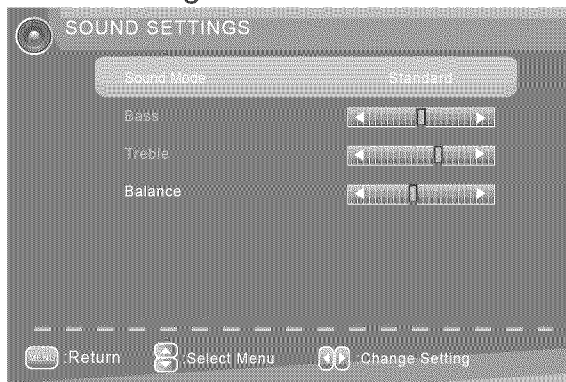 SOUND SETTINGS
Sound Mode Standard
Bass
Treble
Balance
MENU :Return :Select Menu :Change Setting